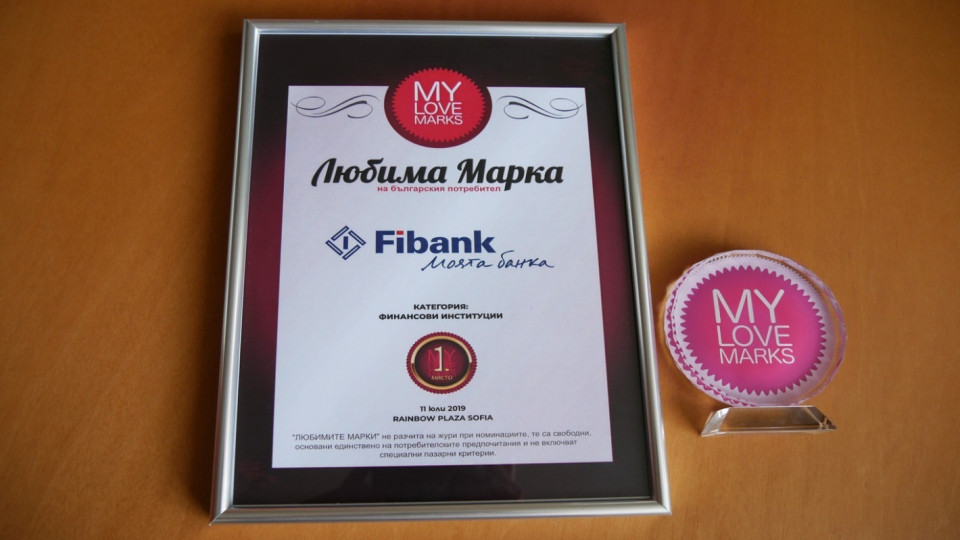 MY
LOVE
MARKS
Любима Марка
на българския потребител
Fibank
Моята банка
КАТЕГОРИЯ:
ФИНАНСОВИ ИНСТИТУЦИИ
MY
1.
МЯСТО
11 юли 2019
RAINBOW PLAZA SOFIA
"ЛЮБИМИТЕ МАРКИ" не разчита на жури при номинациите, те са свободни,
основани единствено на потребителските предпочитания и не включват
специални пазарни критерии.
MY
LOVE
MARKS